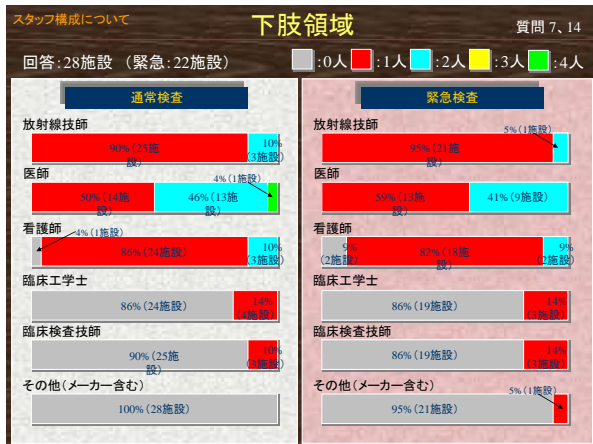 スタッフ構成について
下肢領域
質問 7、14
回答:28施設 (緊急:22施設)
:0人 :1人 :2人 :3人 :4人
通常検査
放射線技師
90%(25施設)
10%(3施設)
医師
50%(14施設)
46%(13施設)
4%(1施設)
看護師
4%(1施設)
86%(24施設)
10%(3施設)
臨床工学士
86%(24施設)
14%(4施設)
臨床検査技師
90%(25施設)
10%(3施設)
その他(メーカー含む)
100%(28施設)
緊急検査
放射線技師
95%(21施設)
5%(1施設)
医師
59%(13施設)
41%(9施設)
看護師
9%(2施設)
82%(18施設)
9%(2施設)
臨床工学士
86%(19施設)
14%(3施設)
臨床検査技師
86%(19施設)
14%(3施設)
その他(メーカー含む)
95%(21施設)
5%(1施設)